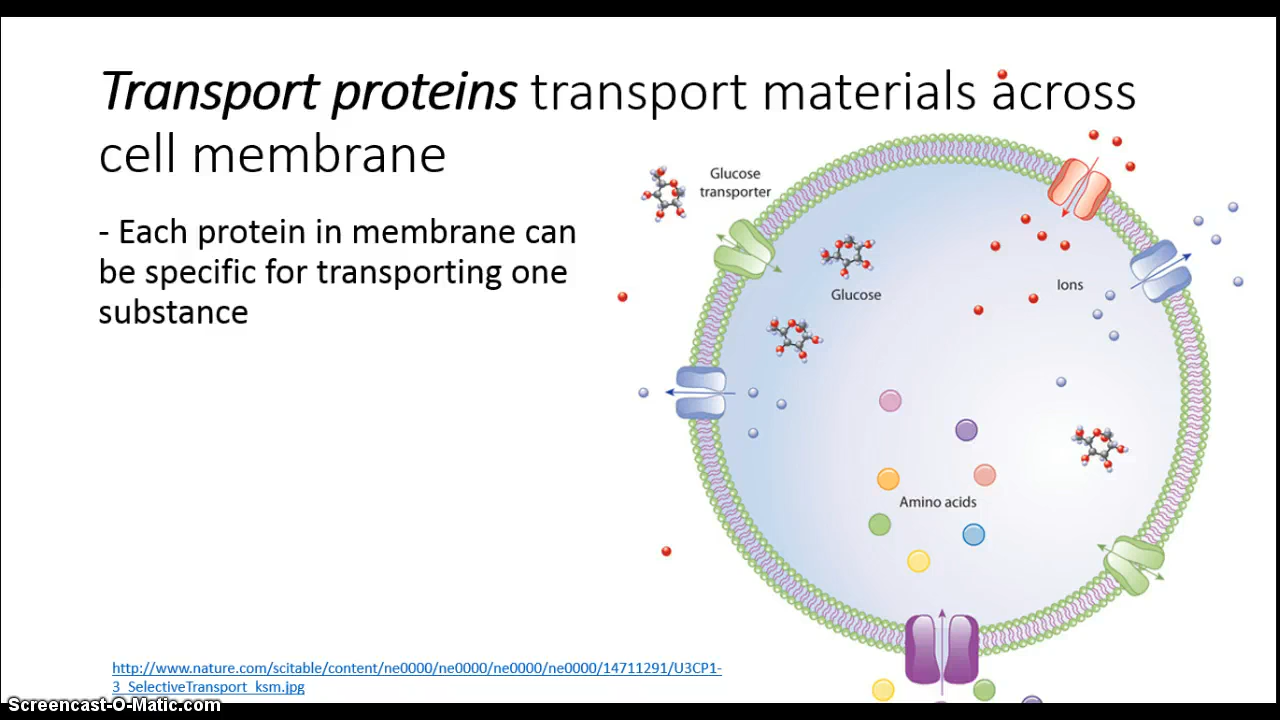 Transport proteins transport materials across
cell membrane
- Each protein in membrane can
be specific for transporting one
substance
Glucose
transporter
Glucose
Ions
Amino acids
http://www.nature.com/scitable/content/ne0000/ne0000/ne0000/ne0000/14711291/U3CP1-
3_SelectiveTransport_ksm.jpg
Screencast-O-Matic.com